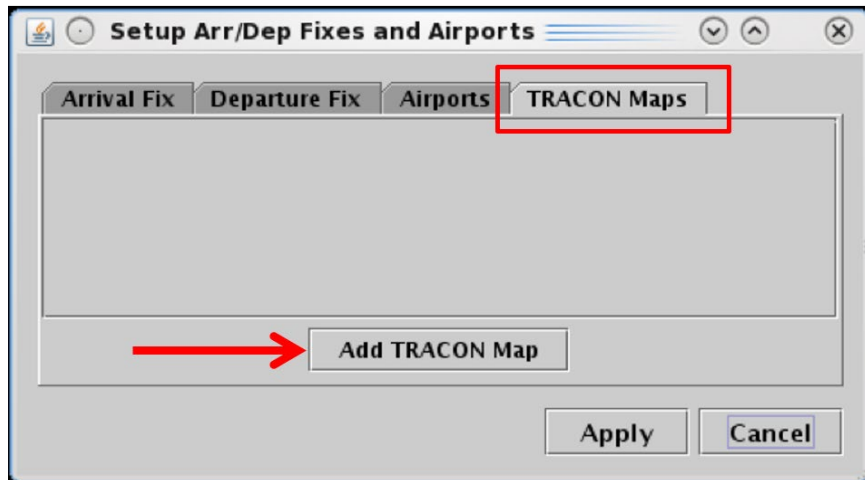 Setup Arr/Dep Fixes and Airports
Arrival Fix Departure Fix Airports TRACON Maps
Add TRACON Map
Apply Cancel